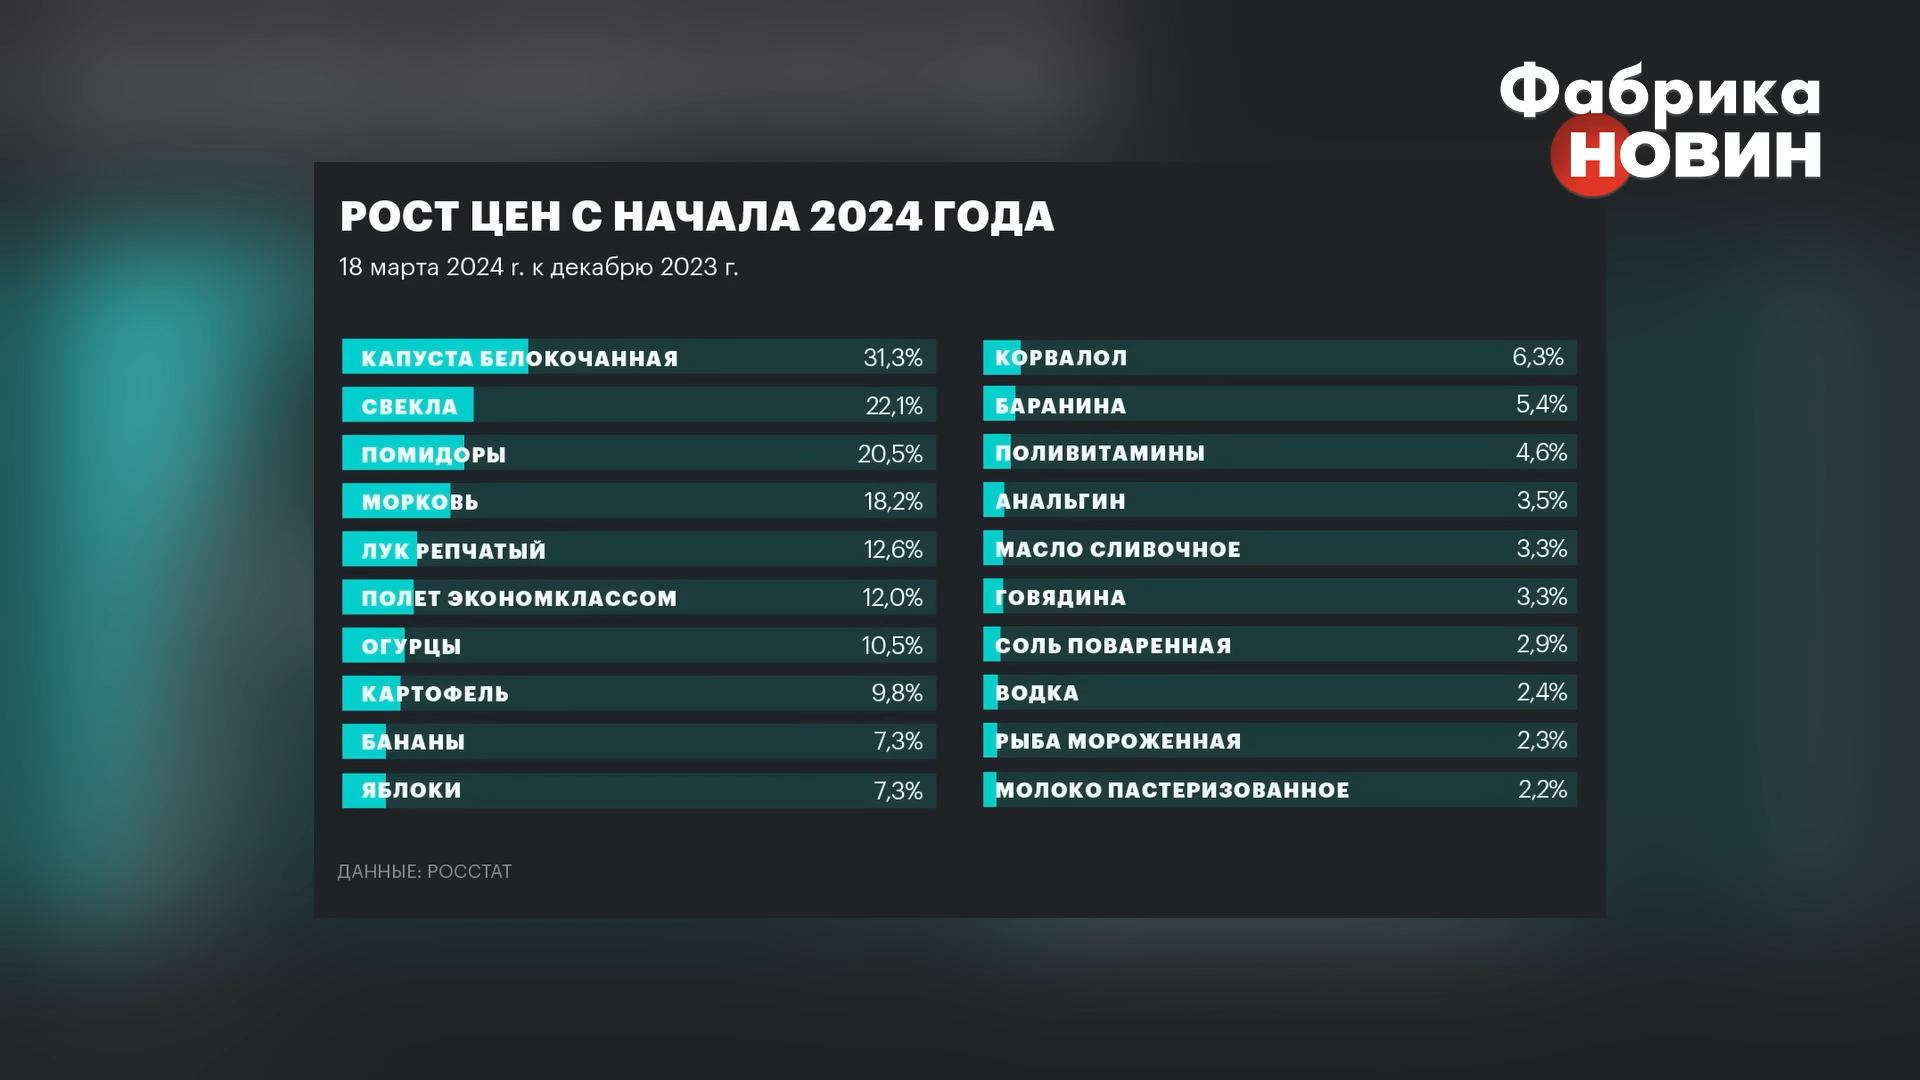 Фабрика
новин
РОСТ ЦЕН С НАЧАЛА 2024 ГОДА
18 марта 2024 г. к декабрю 2023 г.
КАПУСТА БЕЛОКОЧАННАЯ 31,3%
СВЕКЛА 22,1%
ПОМИДОРЫ 20,5%
МОРКОВЬ 18,2%
ЛУК РЕПЧАТЫЙ 12,6%
ПОЛЕТ ЭКОНОМКЛАССОМ 12,0%
ОГУРЦЫ 10,5%
КАРТОФЕЛЬ 9,8%
БАНАНЫ 7,3%
ЯБЛОКИ 7,3%
КОРВАЛОЛ 6,3%
БАРАНИНА 5,4%
ПОЛИВИТАМИНЫ 4,6%
АНАЛЬГИН 3,5%
МАСЛО СЛИВОЧНОЕ 3,3%
ГОВЯДИНА 3,3%
СОЛЬ ПОВАРЕННАЯ 2,9%
ВОДКА 2,4%
РЫБА МОРОЖЕННАЯ 2,3%
МОЛОКО ПАСТЕРИЗОВАННОЕ 2,2%
ДАННЫЕ: РОССТАТ